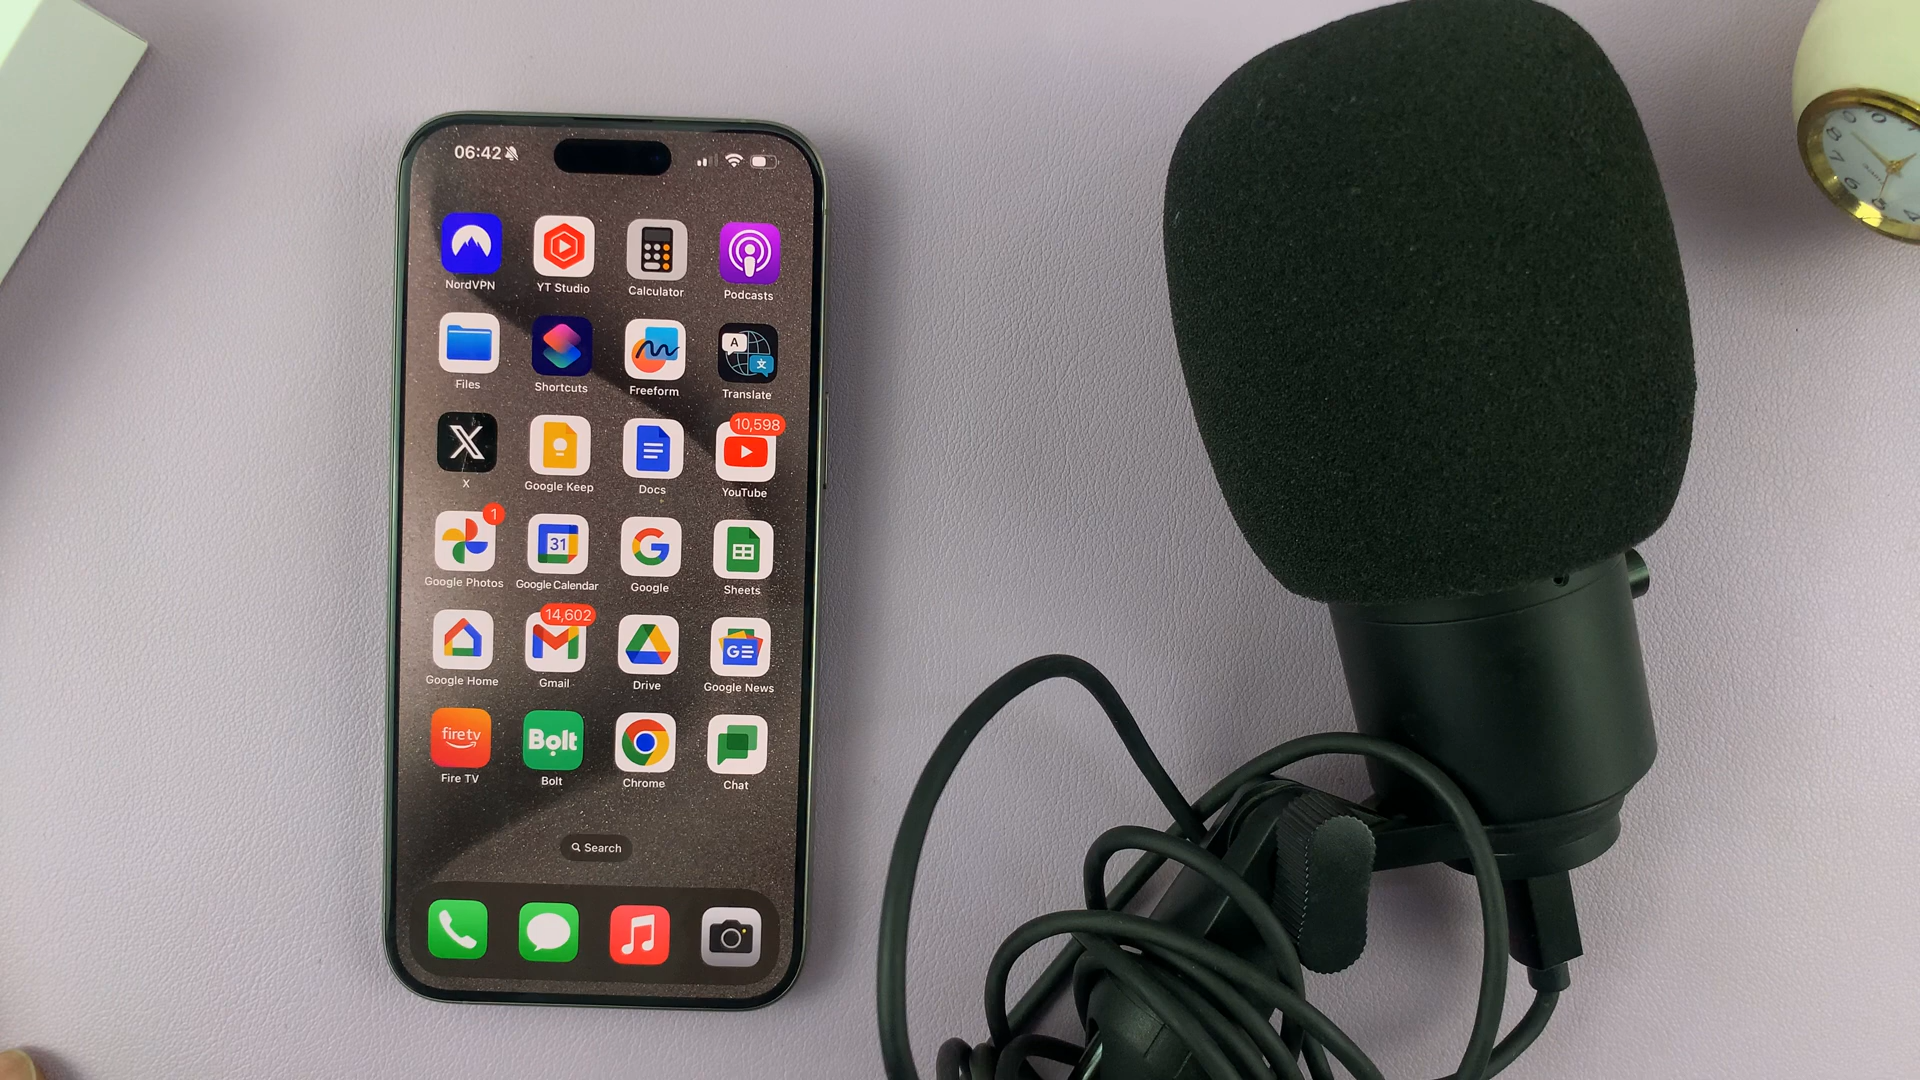 06:42
NordVPN
YT Studio
Calculator
Podcasts
Files
Shortcuts
Freeform
A
文
Translate
X
Google Keep
Docs
10,598
YouTube
1
Google Photos
31
Google Calendar
G
Google
Sheets
Google Home
14,602
Gmail
Drive
GE
Google News
fire tv
Fire TV
Bolt
Bolt
Chrome
Chat
Search